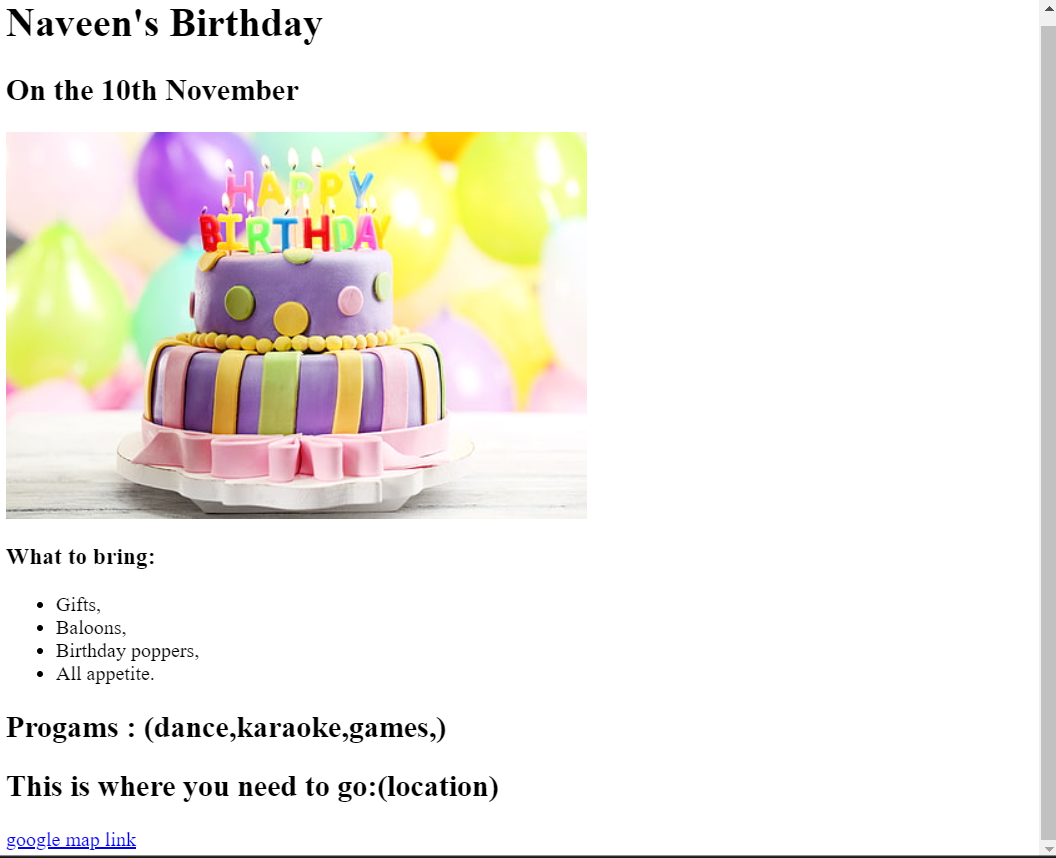 Naveen's Birthday
On the 10th November
HAPPY
BIRTHDAY
What to bring:
Gifts,
Baloons,
Birthday poppers,
All appetite.
Progams : (dance,karaoke,games,)
This is where you need to go:(location)
google map link